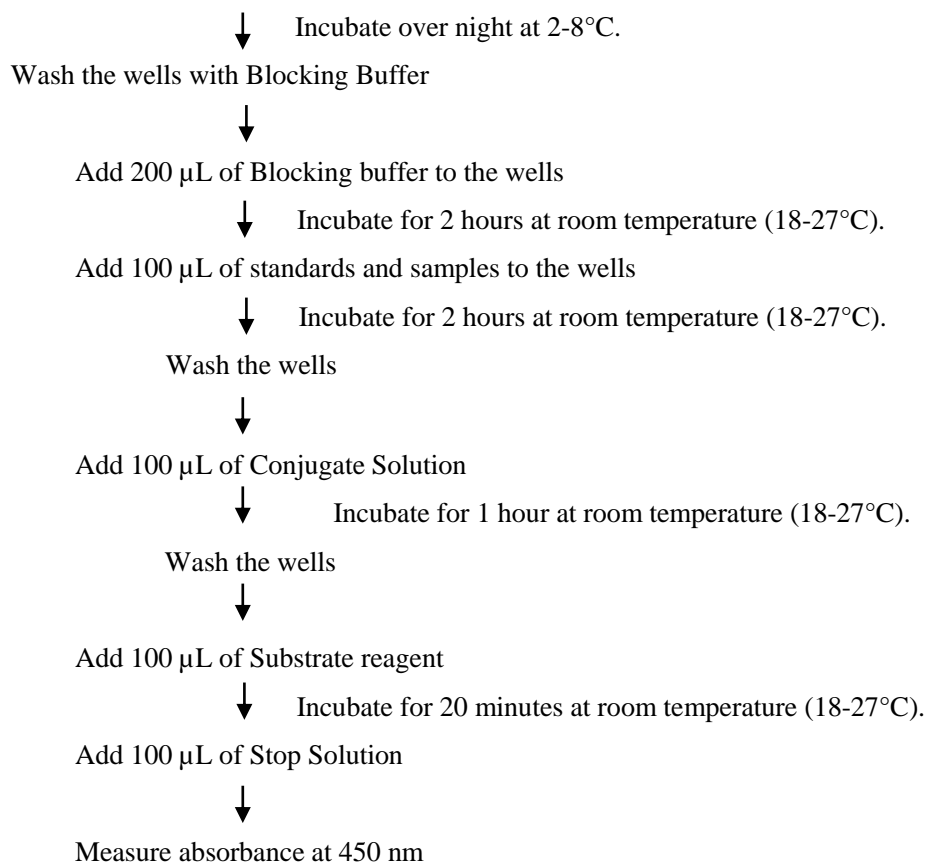 Incubate over night at 2-8°C.
Wash the wells with Blocking Buffer
Add 200 µL of Blocking buffer to the wells
Incubate for 2 hours at room temperature (18-27°C).
Add 100 µL of standards and samples to the wells
Incubate for 2 hours at room temperature (18-27°C).
Wash the wells
Add 100 µL of Conjugate Solution
Incubate for 1 hour at room temperature (18-27°C).
Wash the wells
Add 100 µL of Substrate reagent
Incubate for 20 minutes at room temperature (18-27°C).
Add 100 µL of Stop Solution
Measure absorbance at 450 nm